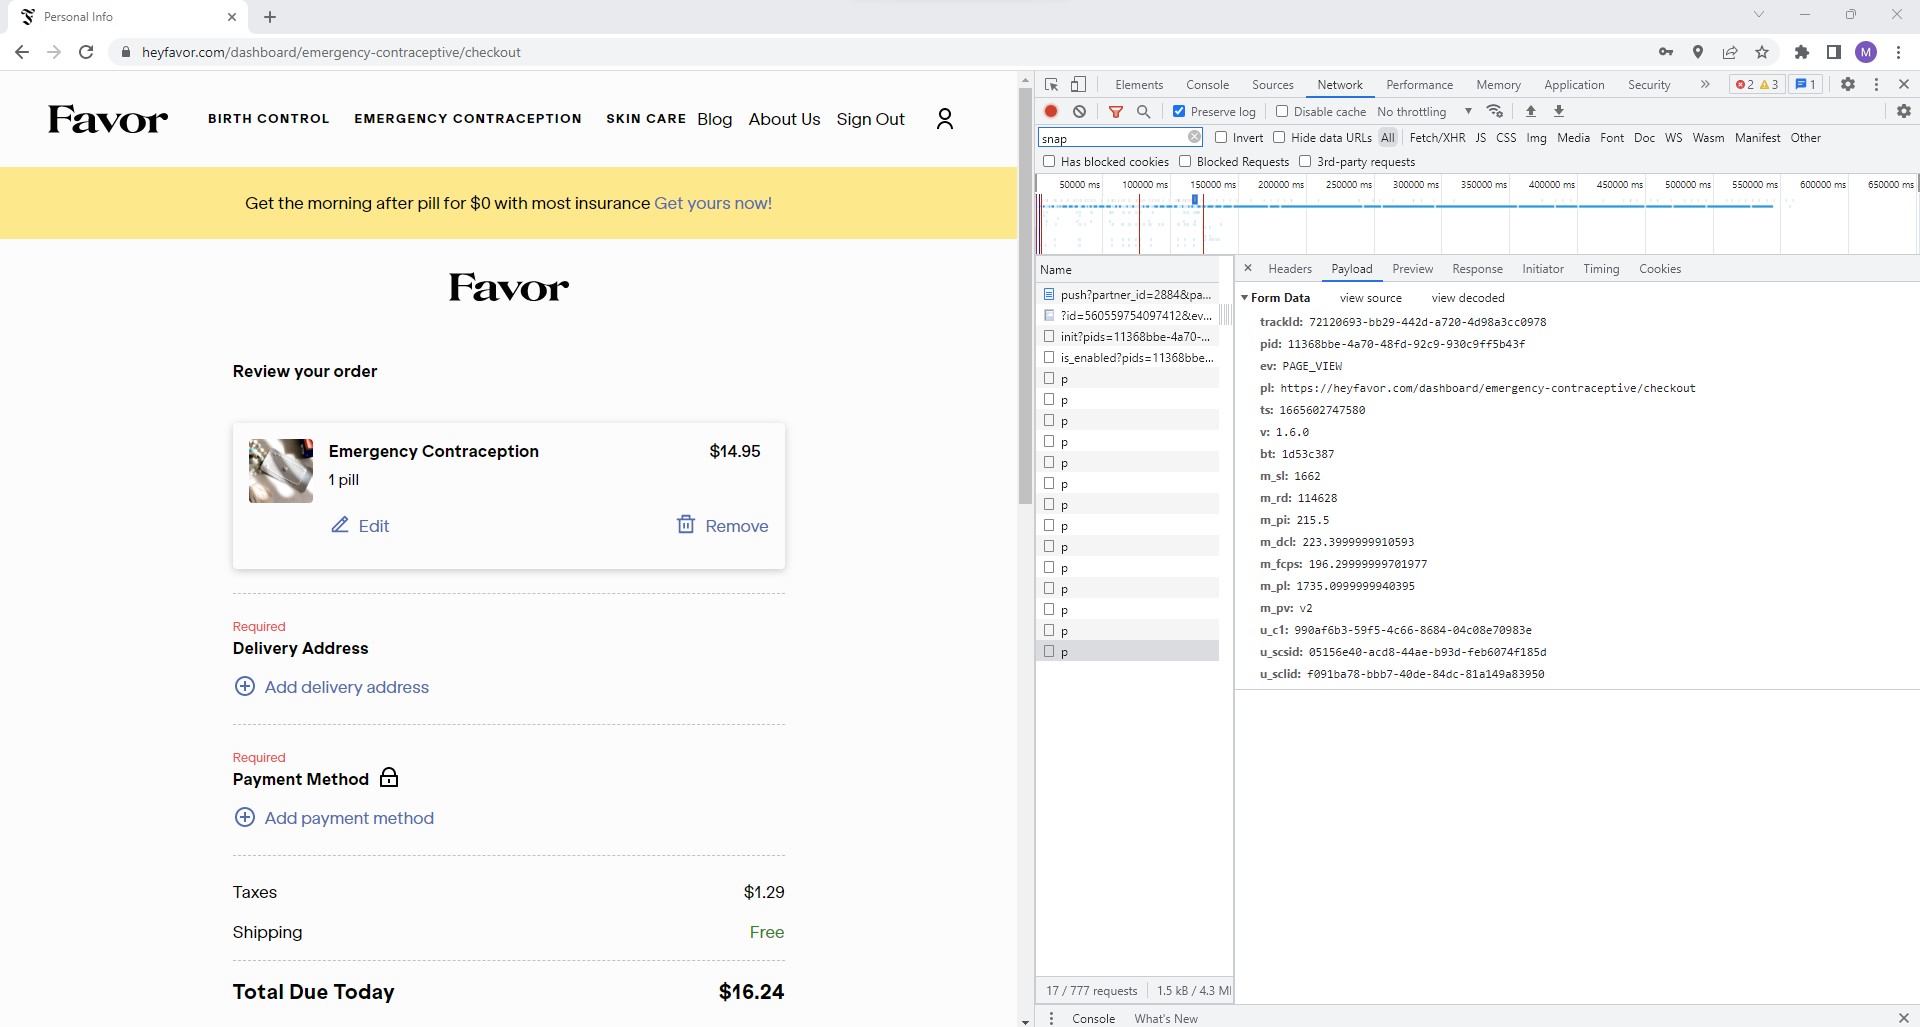 Personal Info
heyfavor.com/dashboard/emergency-contraceptive/checkout
M
Favor
BIRTH CONTROL EMERGENCY CONTRACEPTION SKIN CARE Blog About Us Sign Out
Get the morning after pill for $0 with most insurance Get yours now!
Favor
Review your order
Emergency Contraception $14.95
1 pill
Edit Remove
Required
Delivery Address
Add delivery address
Required
Payment Method
Add payment method
Taxes $1.29
Shipping Free
Total Due Today $16.24
Elements Console Sources Network Performance Memory Application Security 2 3 1
Preserve log Disable cache No throttling
snap Invert Hide data URLs All Fetch/XHR JS CSS Img Media Font Doc WS Wasm Manifest Other
Has blocked cookies Blocked Requests 3rd-party requests
50000 ms 100000 ms 150000 ms 200000 ms 250000 ms 300000 ms 350000 ms 400000 ms 450000 ms 500000 ms 550000 ms 600000 ms 650000 ms
Name
push?partner_id=2884&pa...
?id=560559754097412&ev...
init?pids=11368bbe-4a70-...
is_enabled?pids=11368bbe...
p
p
p
p
p
p
p
p
p
p
p
p
p
p
17 / 777 requests 1.5 kB / 4.3 M
Headers Payload Preview Response Initiator Timing Cookies
Form Data view source view decoded
trackId: 72120693-bb29-442d-a720-4d98a3cc0978
pid: 11368bbe-4a70-48fd-92c9-930c9ff5b43f
ev: PAGE_VIEW
pl: https://heyfavor.com/dashboard/emergency-contraceptive/checkout
ts: 1665602747580
v: 1.6.0
bt: 1d53c387
m_sl: 1662
m_rd: 114628
m_pi: 215.5
m_dcl: 223.3999999910593
m_fcps: 196.29999999701977
m_pl: 1735.0999999940395
m_pv: v2
u_c1: 990af6b3-59f5-4c66-8684-04c08e70983e
u_scsid: 05156e40-acd8-44ae-b93d-feb6074f185d
u_sclid: f091ba78-bbb7-40de-84dc-81a149a83950
Console What's New